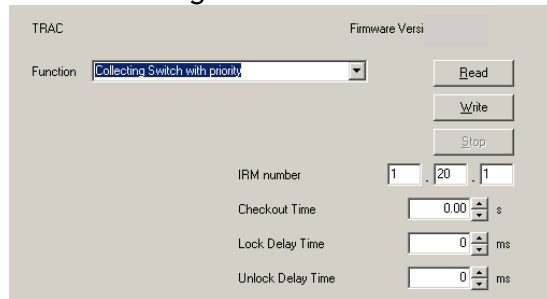 TRAC Firmware Versi
Function Collecting Switch with priority Read
Write
Stop
IRM number 1 . 20 . 1
Checkout Time 0.00 s
Lock Delay Time 0 ms
Unlock Delay Time 0 ms